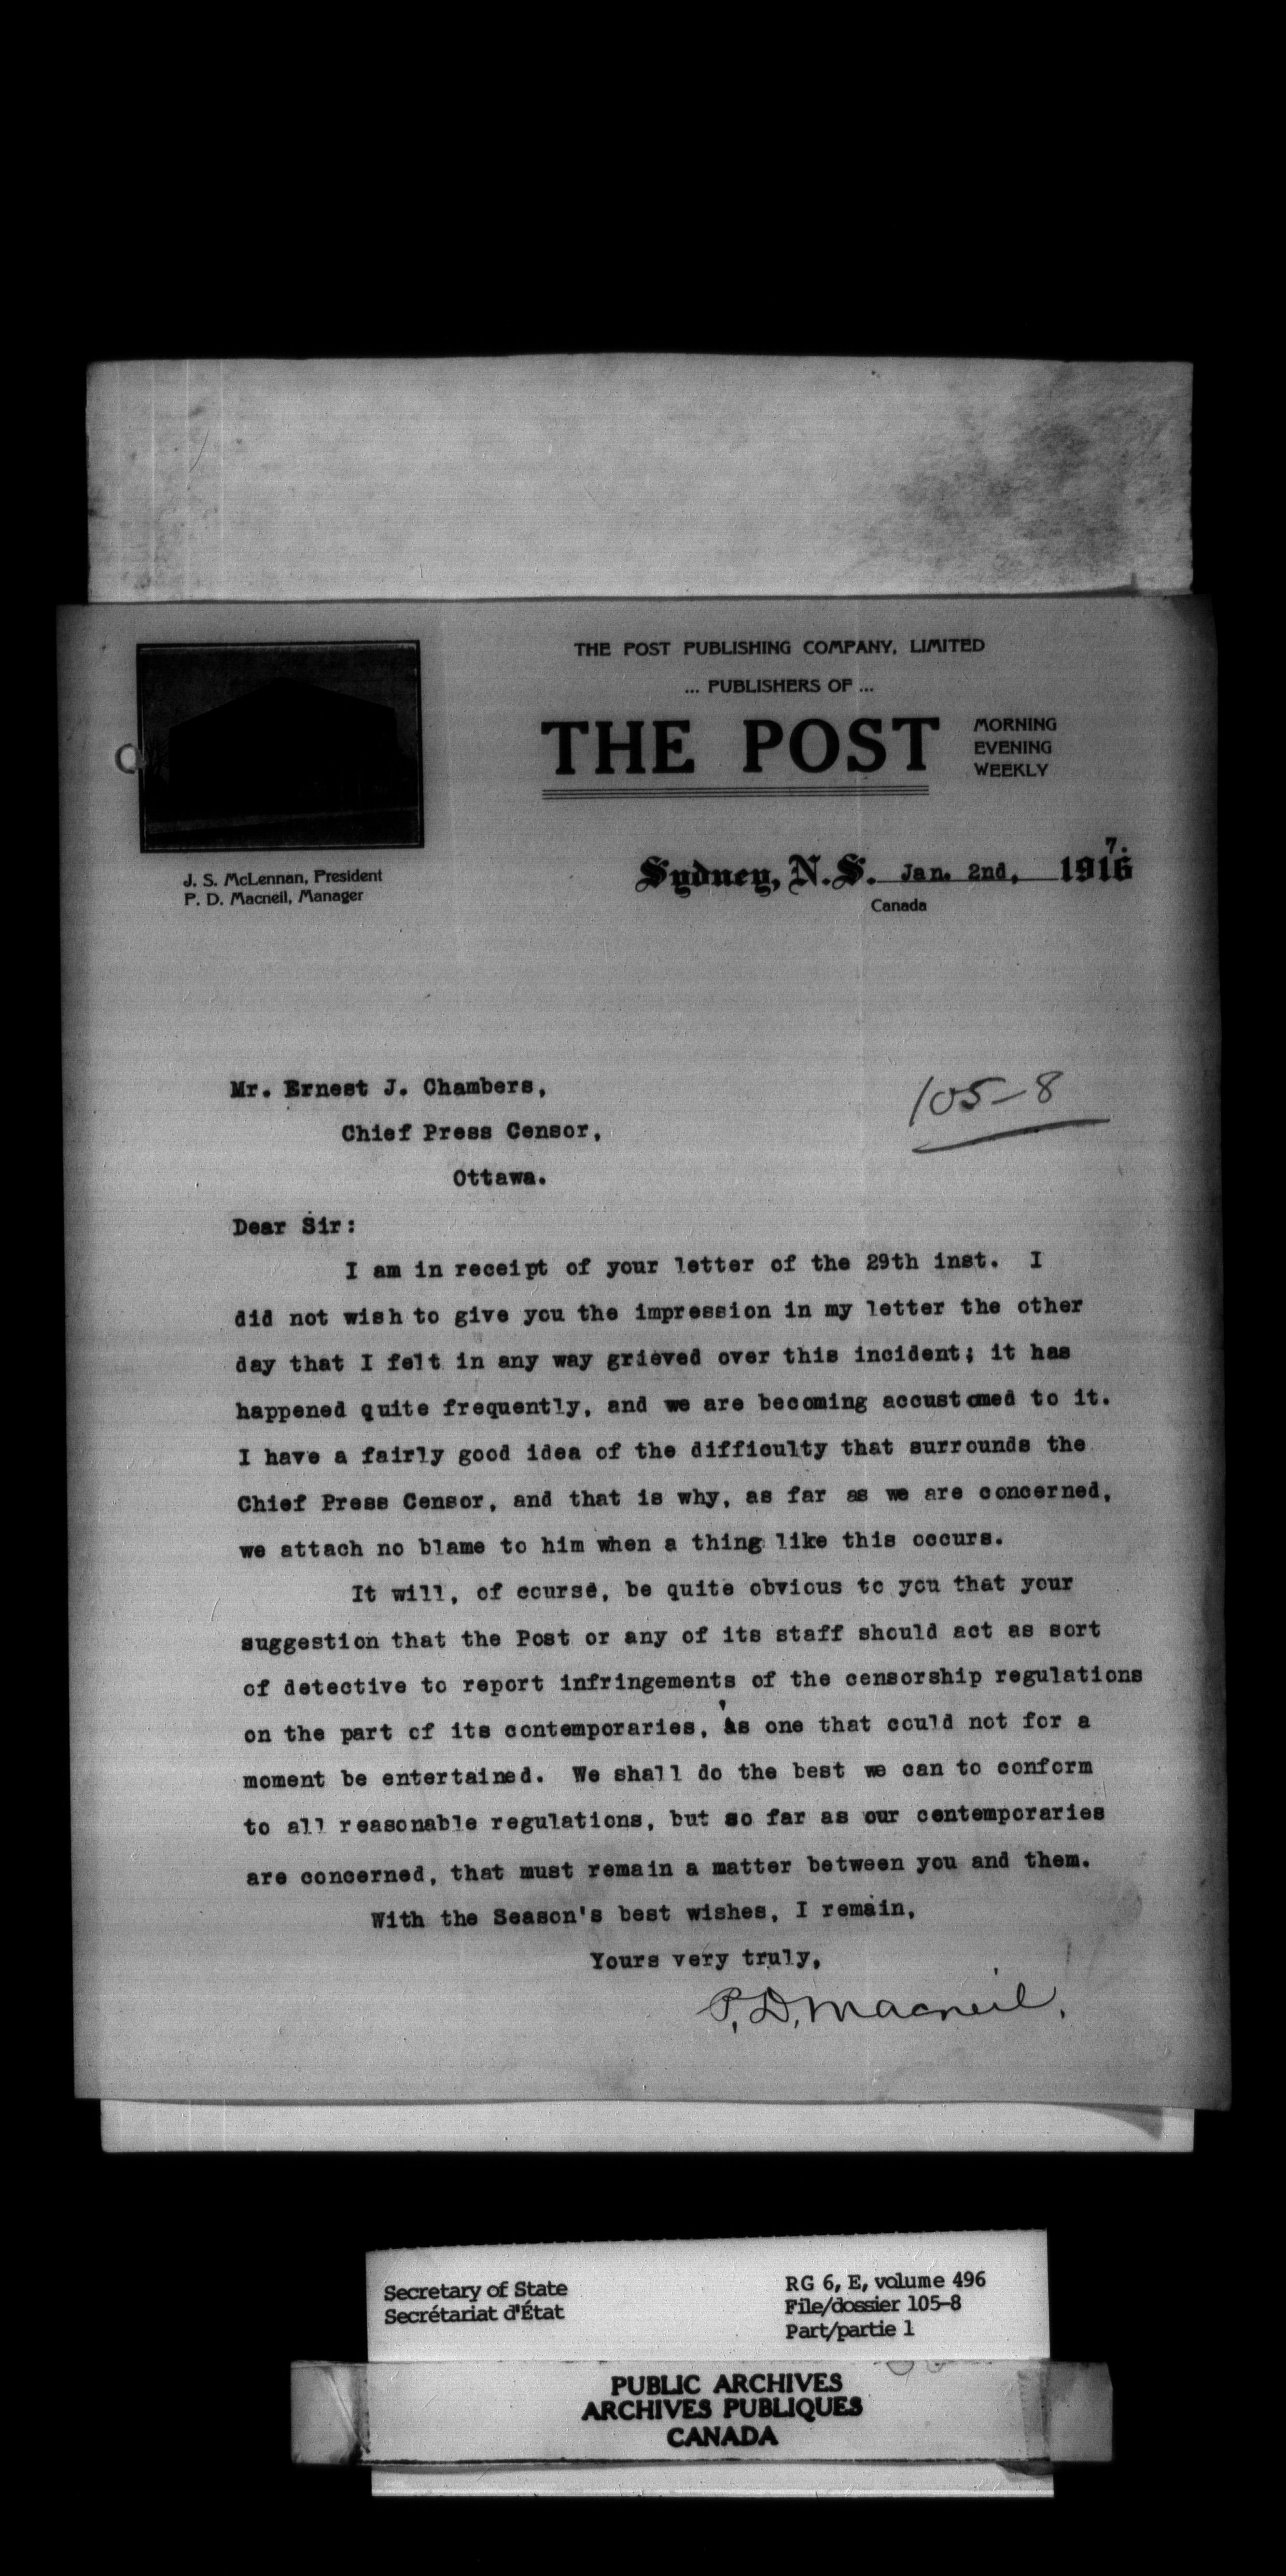 THE POST PUBLISHING COMPANY, LIMITED
... PUBLISHERS OF ...
THE POST
MORNING
EVENING
WEEKLY
J. S. McLennan, President
P. D. Macneil, Manager
Sydney, N. S. Jan. 2nd, 1916 7.
Canada
Mr. Ernest J. Chambers,
Chief Press Censor,
Ottawa.
105-8
Dear Sir:
I am in receipt of your letter of the 29th inst. I
did not wish to give you the impression in my letter the other
day that I felt in any way grieved over this incident; it has
happened quite frequently, and we are becoming accustomed to it.
I have a fairly good idea of the difficulty that surrounds the
Chief Press Censor, and that is why, as far as we are concerned,
we attach no blame to him when a thing like this occurs.
It will, of course, be quite obvious to you that your
suggestion that the Post or any of its staff should act as sort
of detective to report infringements of the censorship regulations
on the part of its contemporaries, is one that could not for a
moment be entertained. We shall do the best we can to conform
to all reasonable regulations, but so far as our contemporaries
are concerned, that must remain a matter between you and them.
With the Season's best wishes, I remain,
Yours very truly,
P. D. Macneil.
Secretary of State
Secrétariat d'État
RG 6, E, volume 496
File/dossier 105-8
Part/partie 1
PUBLIC ARCHIVES
ARCHIVES PUBLIQUES
CANADA